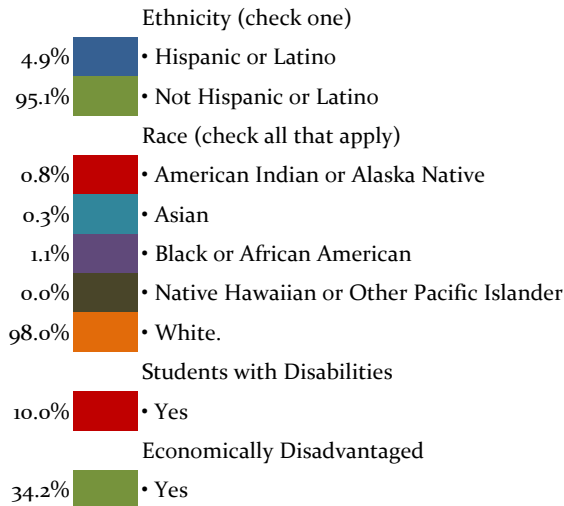 Ethnicity (check one)
4.9% • Hispanic or Latino
95.1% • Not Hispanic or Latino
Race (check all that apply)
0.8% • American Indian or Alaska Native
0.3% • Asian
1.1% • Black or African American
0.0% • Native Hawaiian or Other Pacific Islander
98.0% • White.
Students with Disabilities
10.0% • Yes
Economically Disadvantaged
34.2% • Yes